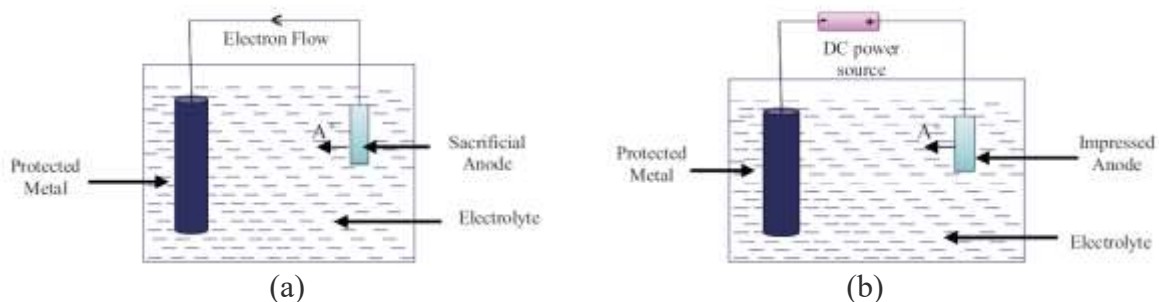 Electron Flow
A⁺
Sacrificial
Anode
Protected
Metal
Electrolyte
(a)
- +
DC power
source
A
Impressed
Anode
Protected
Metal
Electrolyte
(b)